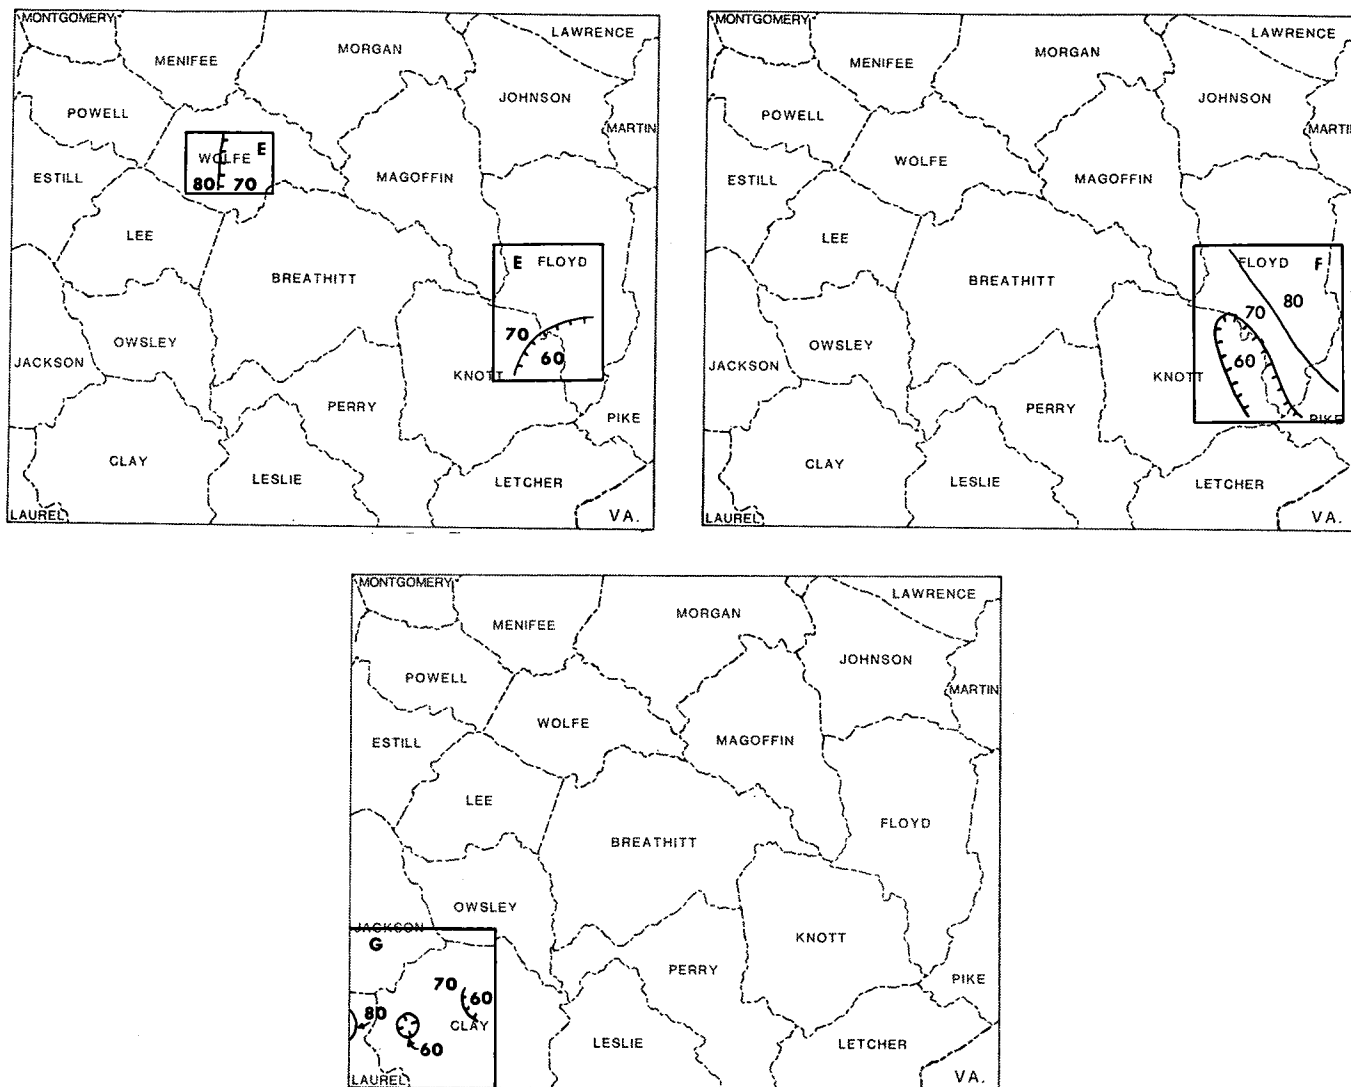 MONTGOMERY
MENIFEE
MORGAN
LAWRENCE
POWELL
JOHNSON
MARTIN
WOLFE E
ESTILL
80 70
MAGOFFIN
LEE
E FLOYD
BREATHITT
70
60
OWSLEY
JACKSON
KNOTT
PERRY
PIKE
CLAY
LESLIE
LETCHER
LAUREL
VA.
MONTGOMERY
MENIFEE
MORGAN
LAWRENCE
POWELL
JOHNSON
MARTIN
WOLFE
ESTILL
MAGOFFIN
LEE
FLOYD F
BREATHITT
80
70
60
OWSLEY
JACKSON
KNOTT
PERRY
PIKE
CLAY
LESLIE
LETCHER
LAUREL
VA.
MONTGOMERY
MENIFEE
MORGAN
LAWRENCE
POWELL
JOHNSON
MARTIN
WOLFE
ESTILL
MAGOFFIN
LEE
FLOYD
BREATHITT
OWSLEY
JACKSON
G
KNOTT
PERRY
70
60
PIKE
80
CLAY
60
LESLIE
LETCHER
LAUREL
VA.